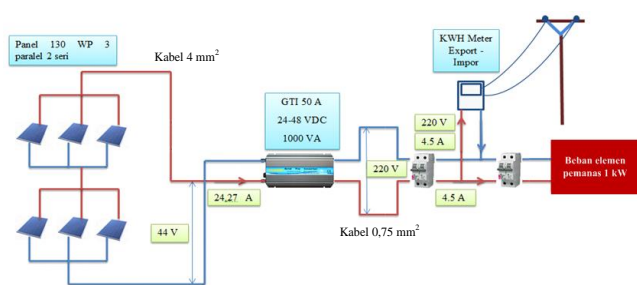 Panel 130 WP 3
paralel 2 seri
Kabel 4 mm²
GTI 50 A
24-48 VDC
1000 VA
KWH Meter
Export -
Impor
220 V
4.5 A
220 V
24,27 A
4.5 A
44 V
Kabel 0,75 mm²
Beban elemen
pemanas 1 kW